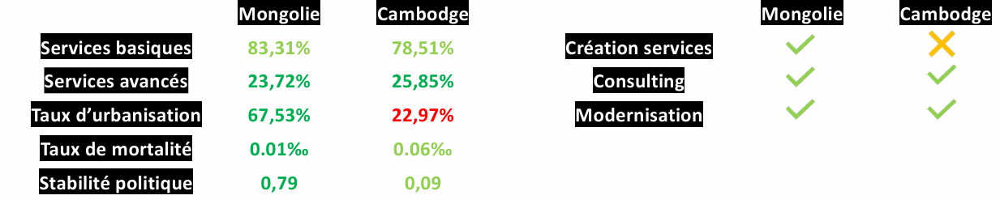 Mongolie Cambodge
Services basiques 83,31% 78,51%
Services avancés 23,72% 25,85%
Taux d’urbanisation 67,53% 22,97%
Taux de mortalité 0.01‰ 0.06‰
Stabilité politique 0,79 0,09
Mongolie Cambodge
Création services
Consulting
Modernisation